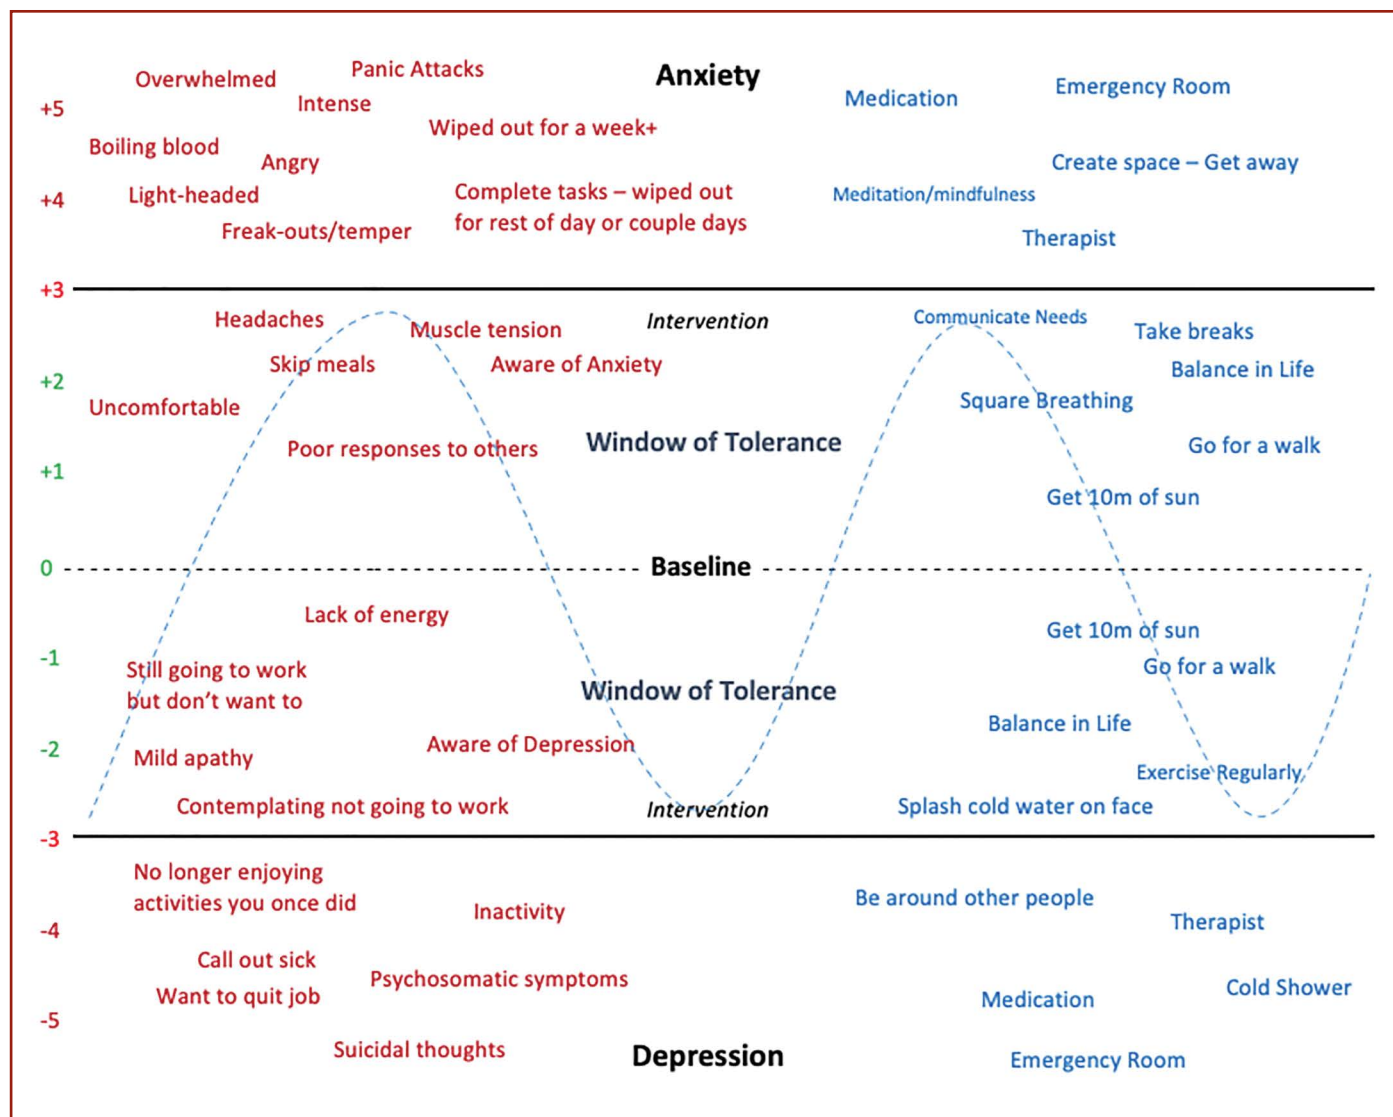 Anxiety
Overwhelmed
Panic Attacks
Intense
Medication
Emergency Room
+5
Wiped out for a week+
Boiling blood
Angry
Create space – Get away
+4
Light-headed
Complete tasks – wiped out
for rest of day or couple days
Meditation/mindfulness
Freak-outs/temper
Therapist
+3
Headaches
Muscle tension
Intervention
Communicate Needs
Take breaks
Skip meals
Aware of Anxiety
Balance in Life
+2
Uncomfortable
Square Breathing
Poor responses to others
Window of Tolerance
Go for a walk
+1
Get 10m of sun
0
Baseline
Lack of energy
Get 10m of sun
-1
Still going to work
but don't want to
Go for a walk
Window of Tolerance
Balance in Life
-2
Mild apathy
Aware of Depression
Exercise Regularly
Contemplating not going to work
Intervention
Splash cold water on face
-3
No longer enjoying
activities you once did
Inactivity
Be around other people
Therapist
-4
Call out sick
Psychosomatic symptoms
Want to quit job
Medication
Cold Shower
-5
Suicidal thoughts
Depression
Emergency Room